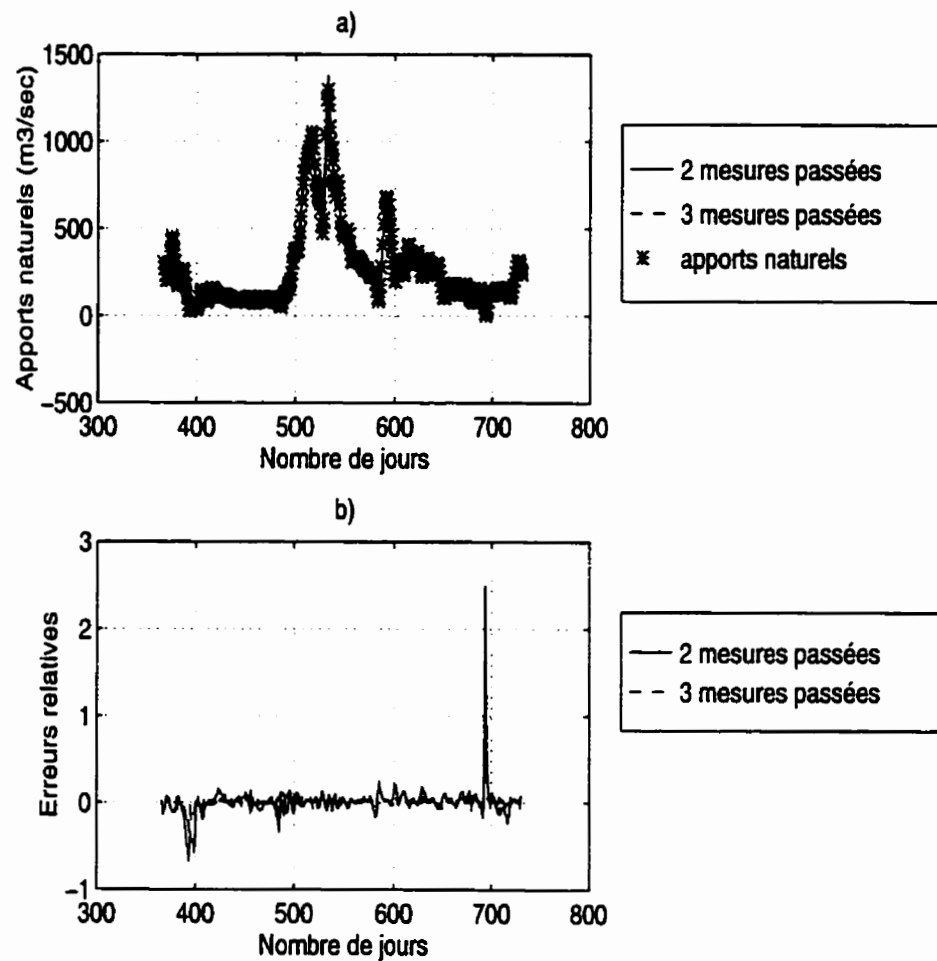 a)
Apports naturels (m3/sec)
1500
1000
500
0
−500
300 400 500 600 700 800
Nombre de jours
2 mesures passées
3 mesures passées
apports naturels
b)
Erreurs relatives
3
2
1
0
−1
300 400 500 600 700 800
Nombre de jours
2 mesures passées
3 mesures passées